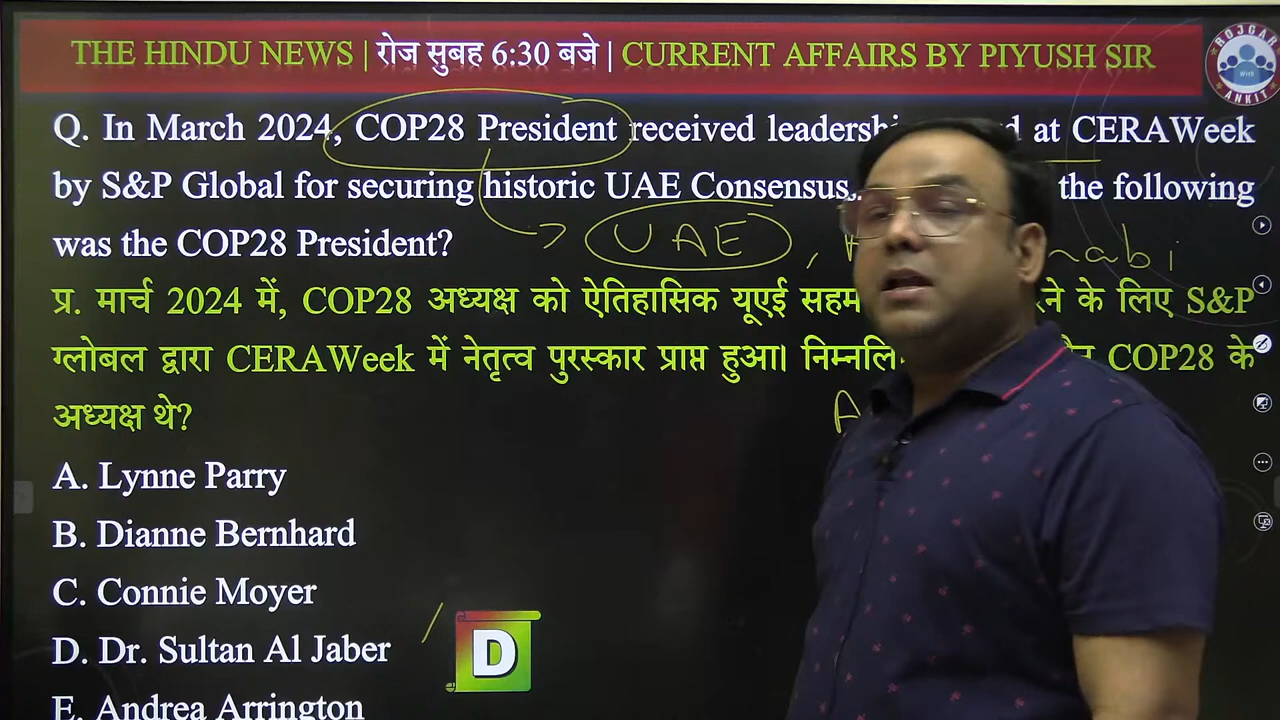 THE HINDU NEWS | रोज सुबह 6:30 बजे | CURRENT AFFAIRS BY PIYUSH SIR
ROJGAR WITH ANKIT
Q. In March 2024, COP28 President received at CERAWeek
by S&P Global for securing historic UAE Consensus. the following
was the COP28 President?
UAE,
प्र. मार्च 2024 में, COP28 अध्यक्ष को ऐतिहासिक यूएई के लिए S&P
ग्लोबल द्वारा CERAWeek में नेतृत्व पुरस्कार प्राप्त हुआ। COP28 के
अध्यक्ष थे?
A. Lynne Parry
B. Dianne Bernhard
C. Connie Moyer
D. Dr. Sultan Al Jaber
D
E. Andrea Arrington